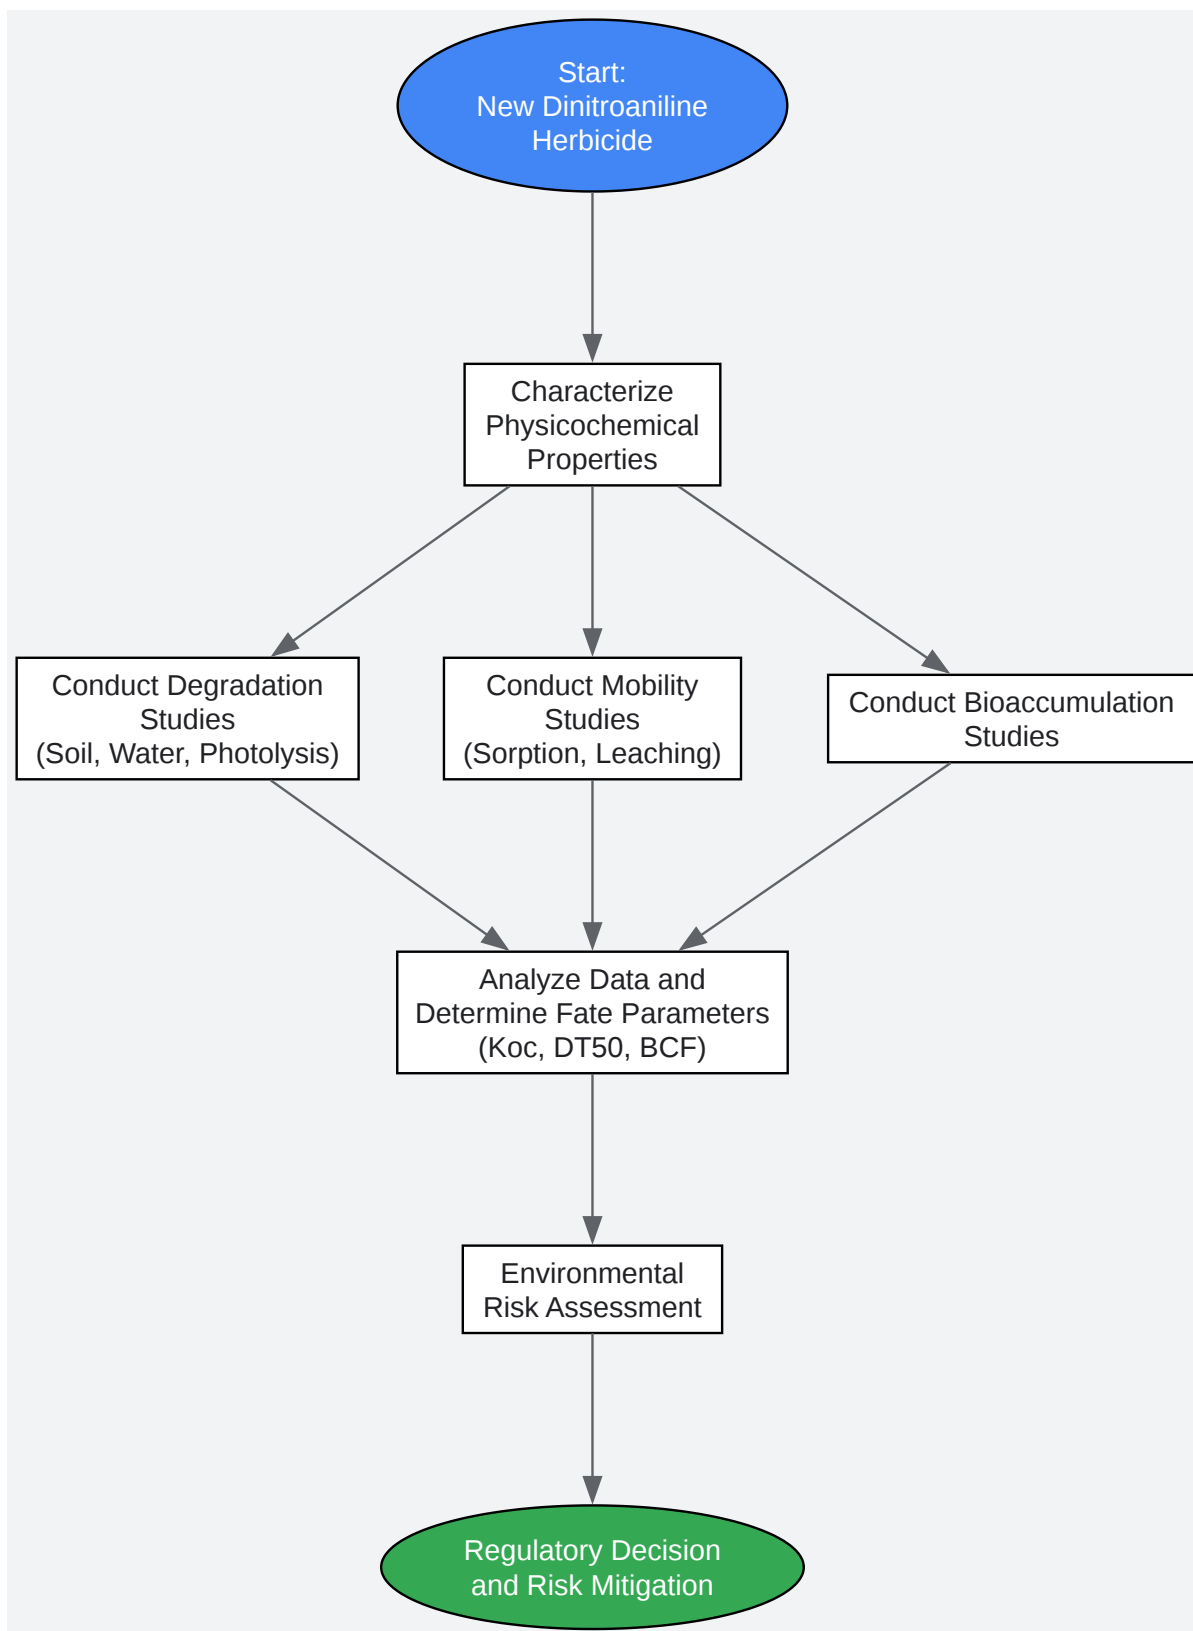 Start:
New Dinitroaniline
Herbicide
Characterize
Physicochemical
Properties
Conduct Degradation
Studies
(Soil, Water, Photolysis)
Conduct Mobility
Studies
(Sorption, Leaching)
Conduct Bioaccumulation
Studies
Analyze Data and
Determine Fate Parameters
(Koc, DT50, BCF)
Environmental
Risk Assessment
Regulatory Decision
and Risk Mitigation